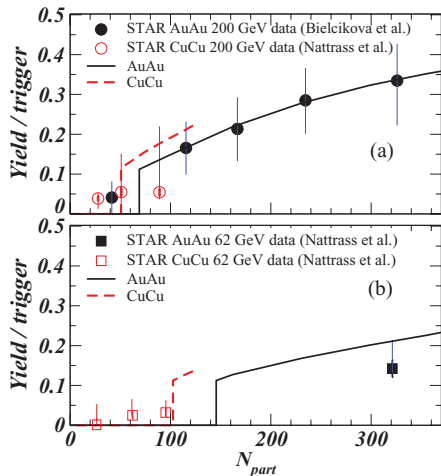 0.5
STAR AuAu 200 GeV data (Bielcikova et al.)
STAR CuCu 200 GeV data (Nattrass et al.)
0.4
AuAu
CuCu
0.3
0.2
(a)
0.1
0
Yield / trigger
STAR AuAu 62 GeV data (Nattrass et al.)
STAR CuCu 62 GeV data (Nattrass et al.)
0.4
AuAu
CuCu
0.3
(b)
0.2
0.1
0
Yield / trigger
0 100 200 300
N part